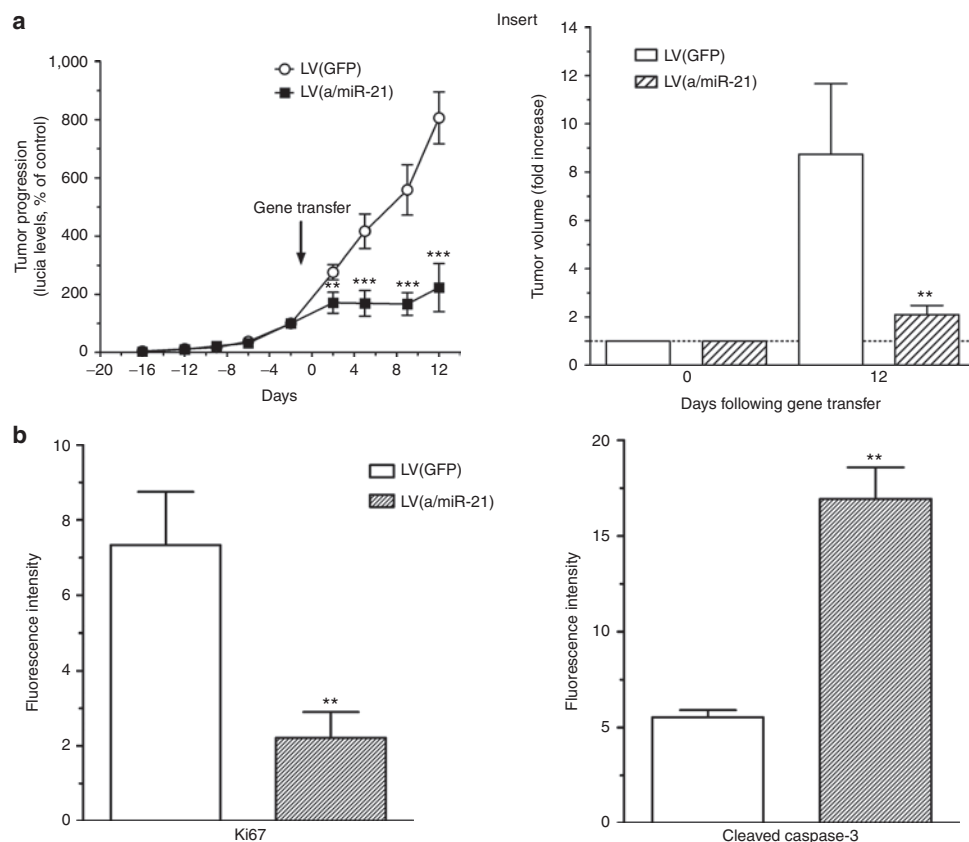 a
Insert
1,000
800
600
400
200
0
Tumor progression
(lucia levels, % of control)
LV(GFP)
LV(a/miR-21)
Gene transfer
**
***
***
***
–20
–16
–12
–8
–4
0
4
8
12
Days
14
12
10
8
6
4
2
0
Tumor volume (fold increase)
LV(GFP)
LV(a/miR-21)
**
0
12
Days following gene transfer
b
10
8
6
4
2
0
Fluorescence intensity
LV(GFP)
LV(a/miR-21)
**
Ki67
20
15
10
5
0
Fluorescence intensity
**
Cleaved caspase-3